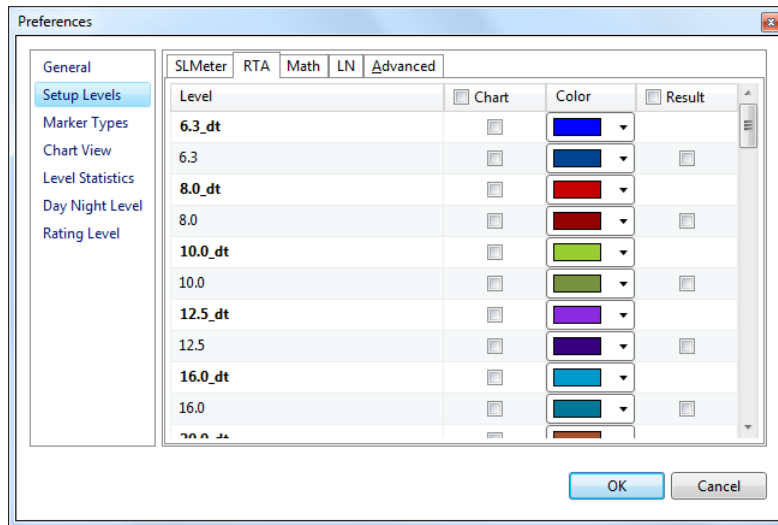 Preferences
General
Setup Levels
Marker Types
Chart View
Level Statistics
Day Night Level
Rating Level
SLMeter RTA Math LN Advanced
Level Chart Color Result
6.3_dt
6.3
8.0_dt
8.0
10.0_dt
10.0
12.5_dt
12.5
16.0_dt
16.0
20.0_dt
OK Cancel